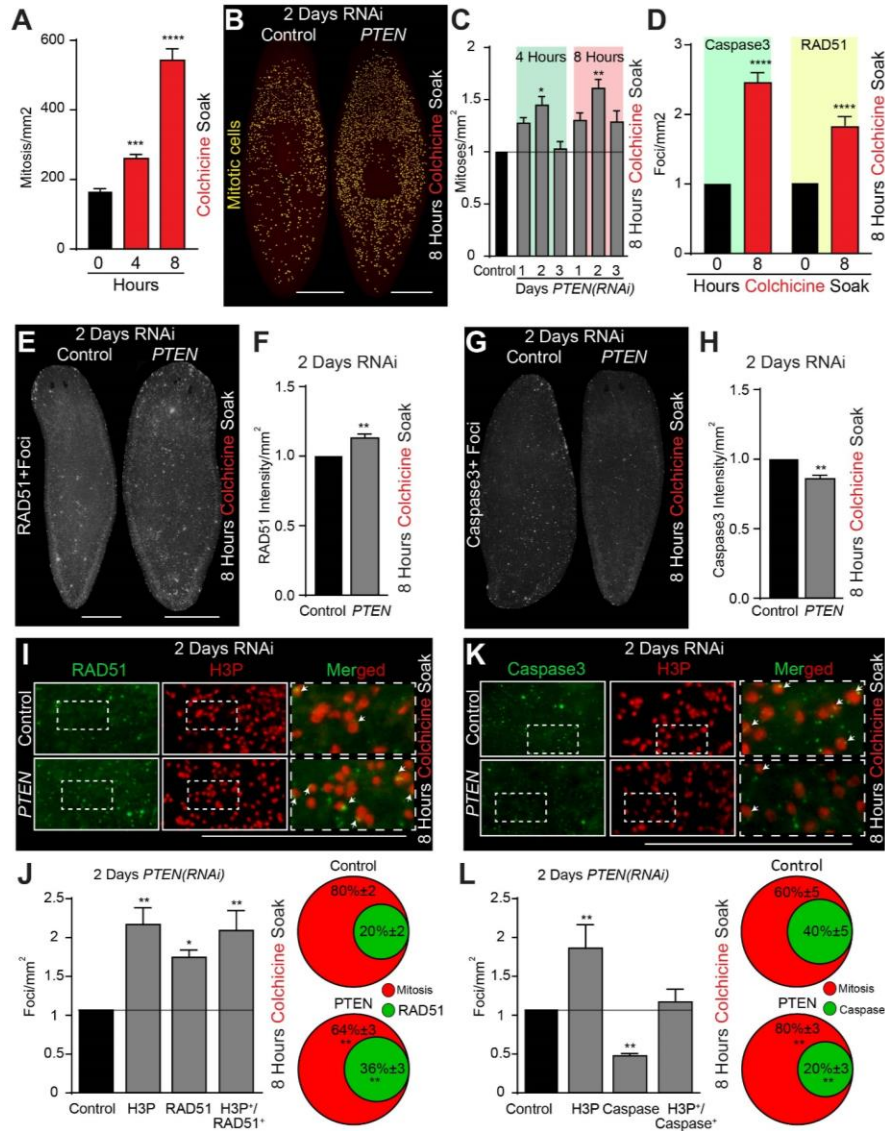 A
Mitosis/mm2
600
400
200
0
***
****
0 4 8
Hours
Colchicine Soak
B
2 Days RNAi
Control PTEN
Mitotic cells
8 Hours Colchicine Soak
C
Mitoses/mm²
2
1.5
1
0.5
0
4 Hours 8 Hours
*
**
Control 1 2 3 1 2 3
Days PTEN(RNAi)
8 Hours Colchicine Soak
D
Foci/mm2
3
2
1
0
Caspase3 RAD51
****
****
0 8 0 8
Hours Colchicine Soak
E
2 Days RNAi
Control PTEN
RAD51+Foci
8 Hours Colchicine Soak
F
2 Days RNAi
RAD51 Intensity/mm²
1.5
1.0
0.5
0.0
**
Control PTEN
8 Hours Colchicine Soak
G
2 Days RNAi
Control PTEN
Caspase3+ Foci
8 Hours Colchicine Soak
H
2 Days RNAi
Caspase3 Intensity/mm²
1.5
1.0
0.5
0.0
**
Control PTEN
8 Hours Colchicine Soak
I
2 Days RNAi
RAD51 H3P Merged
Control
PTEN
8 Hours Colchicine Soak
K
2 Days RNAi
Caspase3 H3P Merged
Control
PTEN
8 Hours Colchicine Soak
J
2 Days PTEN(RNAi)
Foci/mm²
2.5
2
1.5
1
0.5
0
**
*
**
Control H3P RAD51 H3P⁺/
RAD51⁺
8 Hours Colchicine Soak
Control
80%±2
20%±2
Mitosis
RAD51
PTEN
64%±3
**
36%±3
**
L
2 Days PTEN(RNAi)
Foci/mm²
2.5
2
1.5
1
0.5
0
**
**
Control H3P Caspase H3P⁺/
Caspase⁺
8 Hours Colchicine Soak
Control
60%±5
40%±5
Mitosis
Caspase
PTEN
80%±3
**
20%±3
**